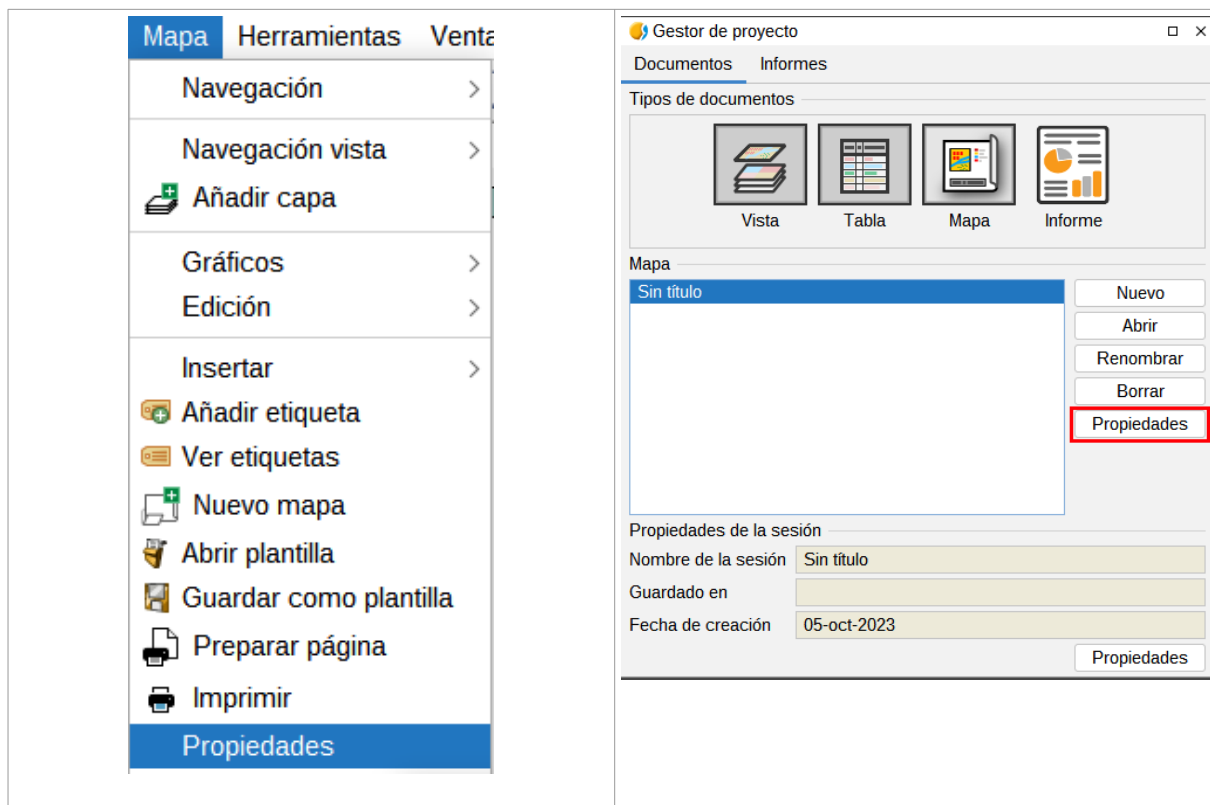 Mapa Herramientas Venta
Navegación
Navegación vista
Añadir capa
Gráficos
Edición
Insertar
Añadir etiqueta
Ver etiquetas
Nuevo mapa
Abrir plantilla
Guardar como plantilla
Preparar página
Imprimir
Propiedades
Gestor de proyecto
Documentos Informes
Tipos de documentos
Vista Tabla Mapa Informe
Mapa
Sin título
Nuevo
Abrir
Renombrar
Borrar
Propiedades
Propiedades de la sesión
Nombre de la sesión Sin título
Guardado en
Fecha de creación 05-oct-2023
Propiedades